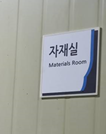 자재실
Materials Room